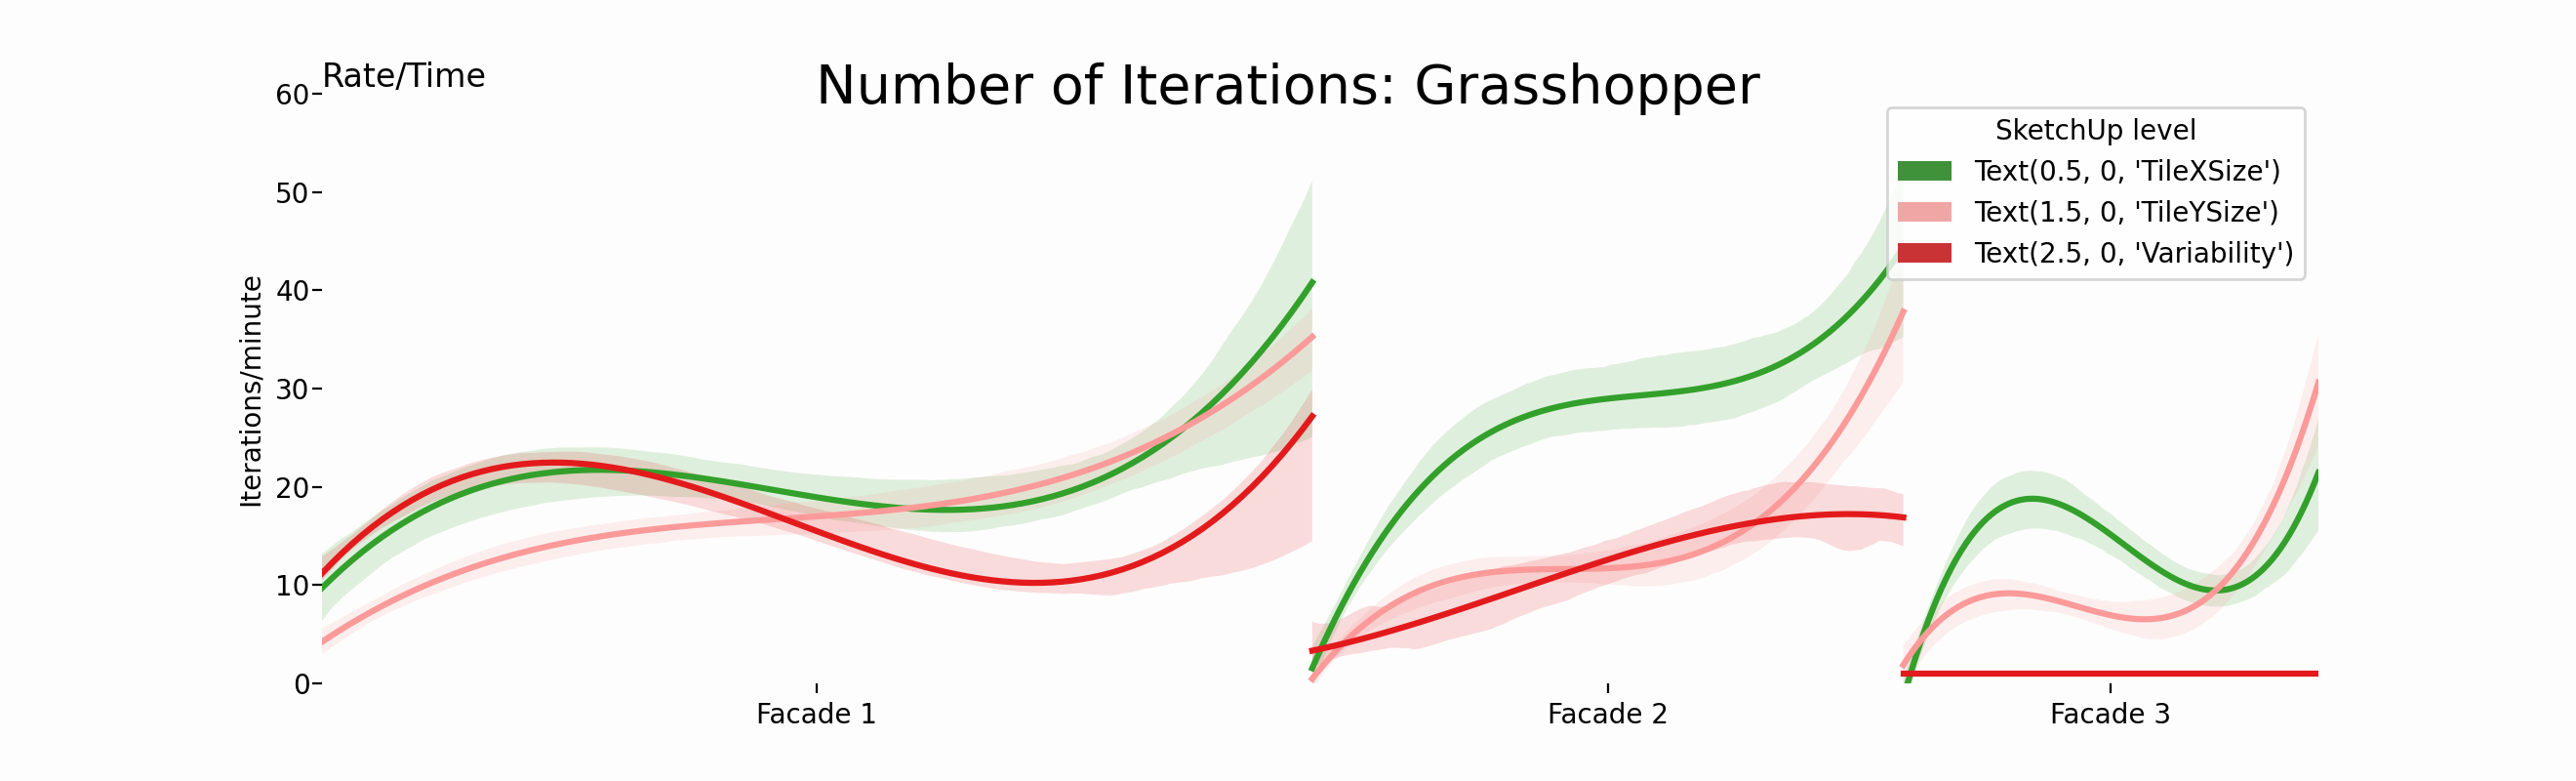 Rate/Time
Number of Iterations: Grasshopper
60
50
40
30
20
10
0
Iterations/minute
SketchUp level
Text(0.5, 0, 'TileXSize')
Text(1.5, 0, 'TileYSize')
Text(2.5, 0, 'Variability')
Facade 1
Facade 2
Facade 3